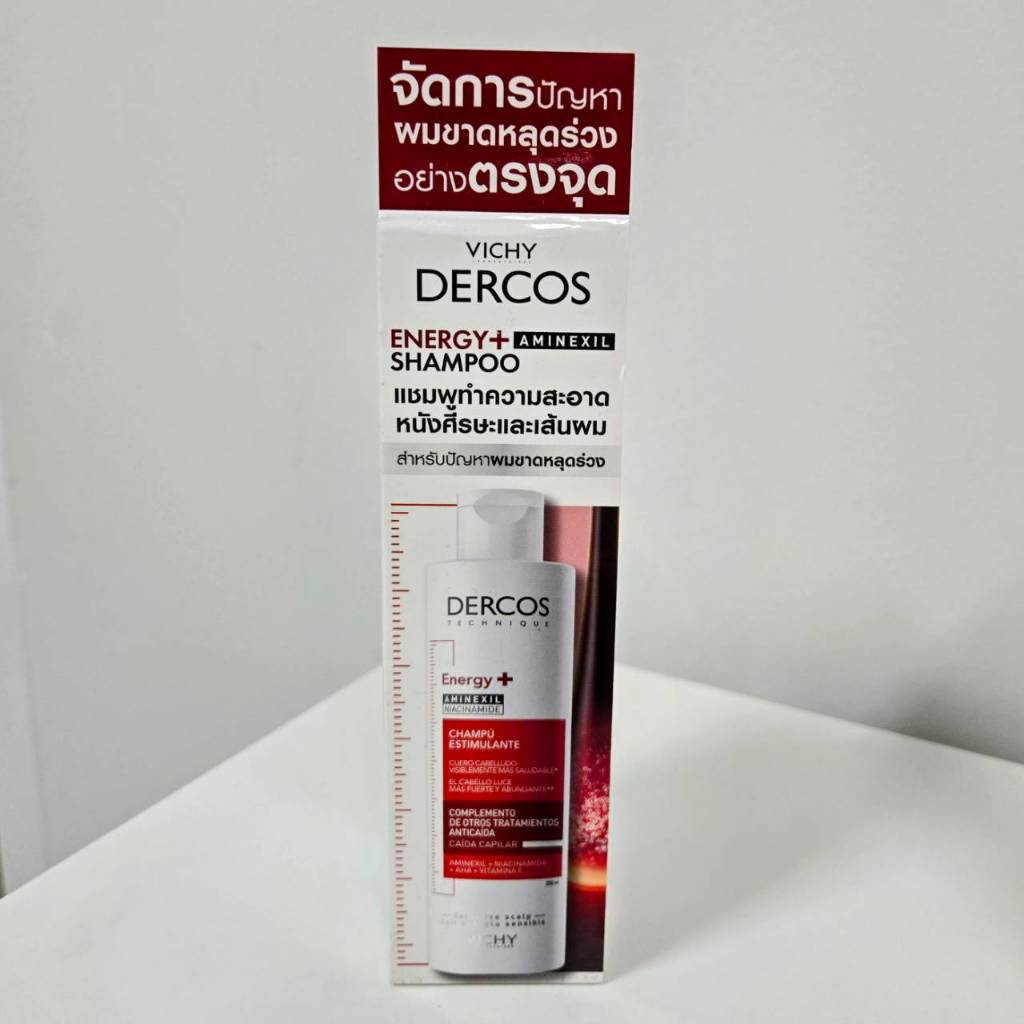 จัดการปัญหา
ผมขาดหลุดร่วง
อย่างตรงจุด
VICHY
LABORATOIRES
DERCOS
ENERGY+ AMINEXIL
SHAMPOO
แชมพูทำความสะอาด
หนังศีรษะและเส้นผม
สำหรับปัญหาผมขาดหลุดร่วง
DERCOS
TECHNIQUE
Energy +
AMINEXIL
NIACINAMIDE
CHAMPÚ
ESTIMULANTE
CUERO CABELLUDO
VISIBLEMENTE MÁS SALUDABLE*
EL CABELLO LUCE
MÁS FUERTE Y ABUNDANTE**
COMPLEMENTO
DE OTROS TRATAMIENTOS
ANTICAÍDA
CAÍDA CAPILAR
AMINEXIL + NIACINAMIDA
+ AHA + VITAMINA E
scalp
sensible
VICHY